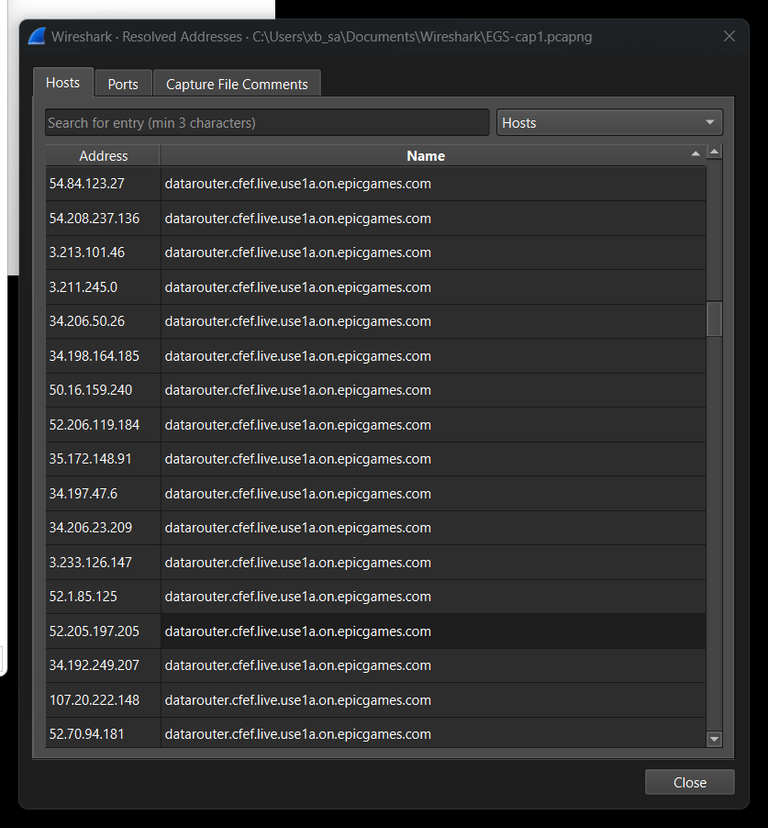 Wireshark · Resolved Addresses · C:\Users\xb_sa\Documents\Wireshark\EGS-cap1.pcapng
Hosts Ports Capture File Comments
Search for entry (min 3 characters) Hosts
Address Name
54.84.123.27 datarouter.cfef.live.use1a.on.epicgames.com
54.208.237.136 datarouter.cfef.live.use1a.on.epicgames.com
3.213.101.46 datarouter.cfef.live.use1a.on.epicgames.com
3.211.245.0 datarouter.cfef.live.use1a.on.epicgames.com
34.206.50.26 datarouter.cfef.live.use1a.on.epicgames.com
34.198.164.185 datarouter.cfef.live.use1a.on.epicgames.com
50.16.159.240 datarouter.cfef.live.use1a.on.epicgames.com
52.206.119.184 datarouter.cfef.live.use1a.on.epicgames.com
35.172.148.91 datarouter.cfef.live.use1a.on.epicgames.com
34.197.47.6 datarouter.cfef.live.use1a.on.epicgames.com
34.206.23.209 datarouter.cfef.live.use1a.on.epicgames.com
3.233.126.147 datarouter.cfef.live.use1a.on.epicgames.com
52.1.85.125 datarouter.cfef.live.use1a.on.epicgames.com
52.205.197.205 datarouter.cfef.live.use1a.on.epicgames.com
34.192.249.207 datarouter.cfef.live.use1a.on.epicgames.com
107.20.222.148 datarouter.cfef.live.use1a.on.epicgames.com
52.70.94.181 datarouter.cfef.live.use1a.on.epicgames.com
Close